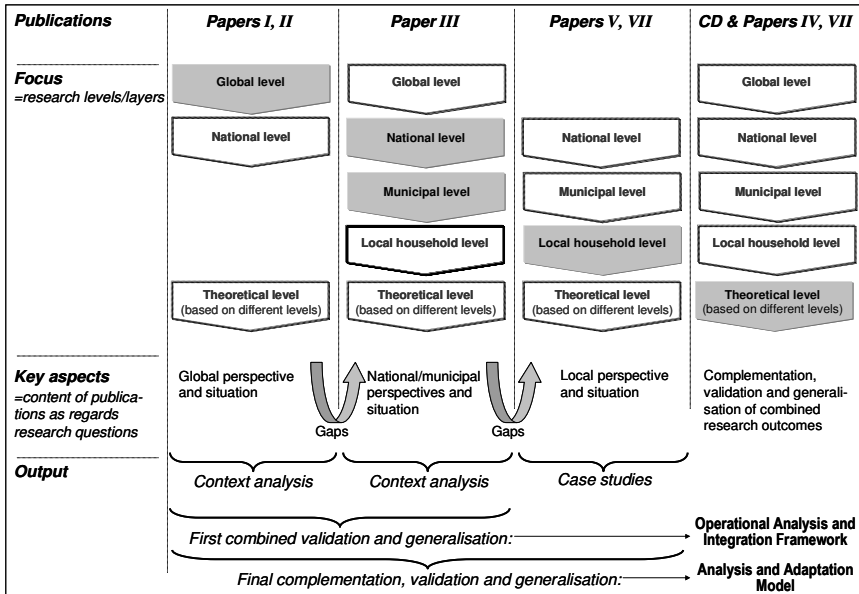 Publications
Papers I, II
Paper III
Papers V, VII
CD & Papers IV, VII
Focus
=research levels/layers
Global level
National level
Theoretical level
(based on different levels)
Global level
National level
Municipal level
Local household level
Theoretical level
(based on different levels)
National level
Municipal level
Local household level
Theoretical level
(based on different levels)
Global level
National level
Municipal level
Local household level
Theoretical level
(based on different levels)
Key aspects
=content of publica-
tions as regards
research questions
Global perspective
and situation
Gaps
National/municipal
perspectives and
situation
Gaps
Local perspective
and situation
Complementation,
validation and generali-
sation of combined
research outcomes
Output
Context analysis
Context analysis
Case studies
First combined validation and generalisation:
Operational Analysis and
Integration Framework
Final complementation, validation and generalisation:
Analysis and Adaptation
Model